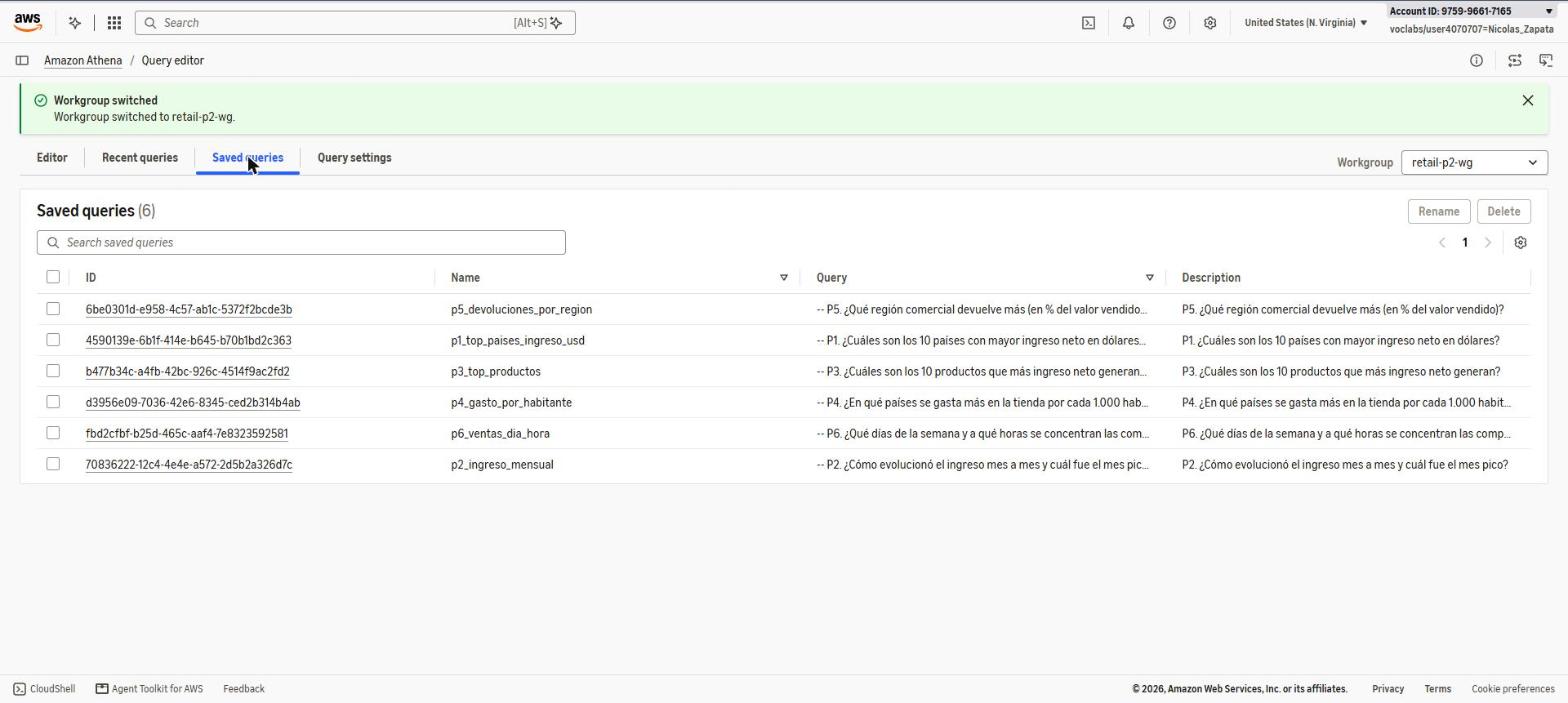 aws
Search
[Alt+S]
United States (N. Virginia)
Account ID: 9759-9661-7165
voclabs/user4070707=Nicolas_Zapata
Amazon Athena / Query editor
Workgroup switched
Workgroup switched to retail-p2-wg.
Editor
Recent queries
Saved queries
Query settings
Workgroup
retail-p2-wg
Saved queries (6)
Rename
Delete
Search saved queries
1
ID Name Query Description
6be0301d-e958-4c57-ab1c-5372f2bcde3b p5_devoluciones_por_region -- P5. ¿Qué región comercial devuelve más (en % del valor vendido... P5. ¿Qué región comercial devuelve más (en % del valor vendido)?
4590139e-6b1f-414e-b645-b70b1bd2c363 p1_top_paises_ingreso_usd -- P1. ¿Cuáles son los 10 países con mayor ingreso neto en dólares... P1. ¿Cuáles son los 10 países con mayor ingreso neto en dólares?
b477b34c-a4fb-42bc-926c-4514f9ac2fd2 p3_top_productos -- P3. ¿Cuáles son los 10 productos que más ingreso neto generan... P3. ¿Cuáles son los 10 productos que más ingreso neto generan?
d3956e09-7036-42e6-8345-ced2b314b4ab p4_gasto_por_habitante -- P4. ¿En qué países se gasta más en la tienda por cada 1.000 hab... P4. ¿En qué países se gasta más en la tienda por cada 1.000 habit...
fbd2cfbf-b25d-465c-aaf4-7e8323592581 p6_ventas_dia_hora -- P6. ¿Qué días de la semana y a qué horas se concentran las com... P6. ¿Qué días de la semana y a qué horas se concentran las comp...
70836222-12c4-4e4e-a572-2d5b2a326d7c p2_ingreso_mensual -- P2. ¿Cómo evolucionó el ingreso mes a mes y cuál fue el mes pic... P2. ¿Cómo evolucionó el ingreso mes a mes y cuál fue el mes pico?
CloudShell
Agent Toolkit for AWS
Feedback
© 2026, Amazon Web Services, Inc. or its affiliates.
Privacy
Terms
Cookie preferences